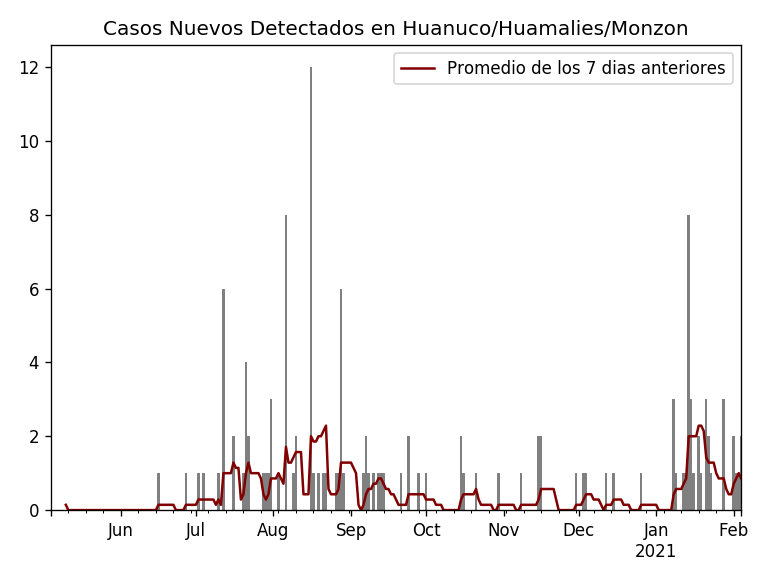 Casos Nuevos Detectados en Huanuco/Huamalies/Monzon
Promedio de los 7 dias anteriores
12
10
8
6
4
2
0
Jun Jul Aug Sep Oct Nov Dec Jan Feb
2021